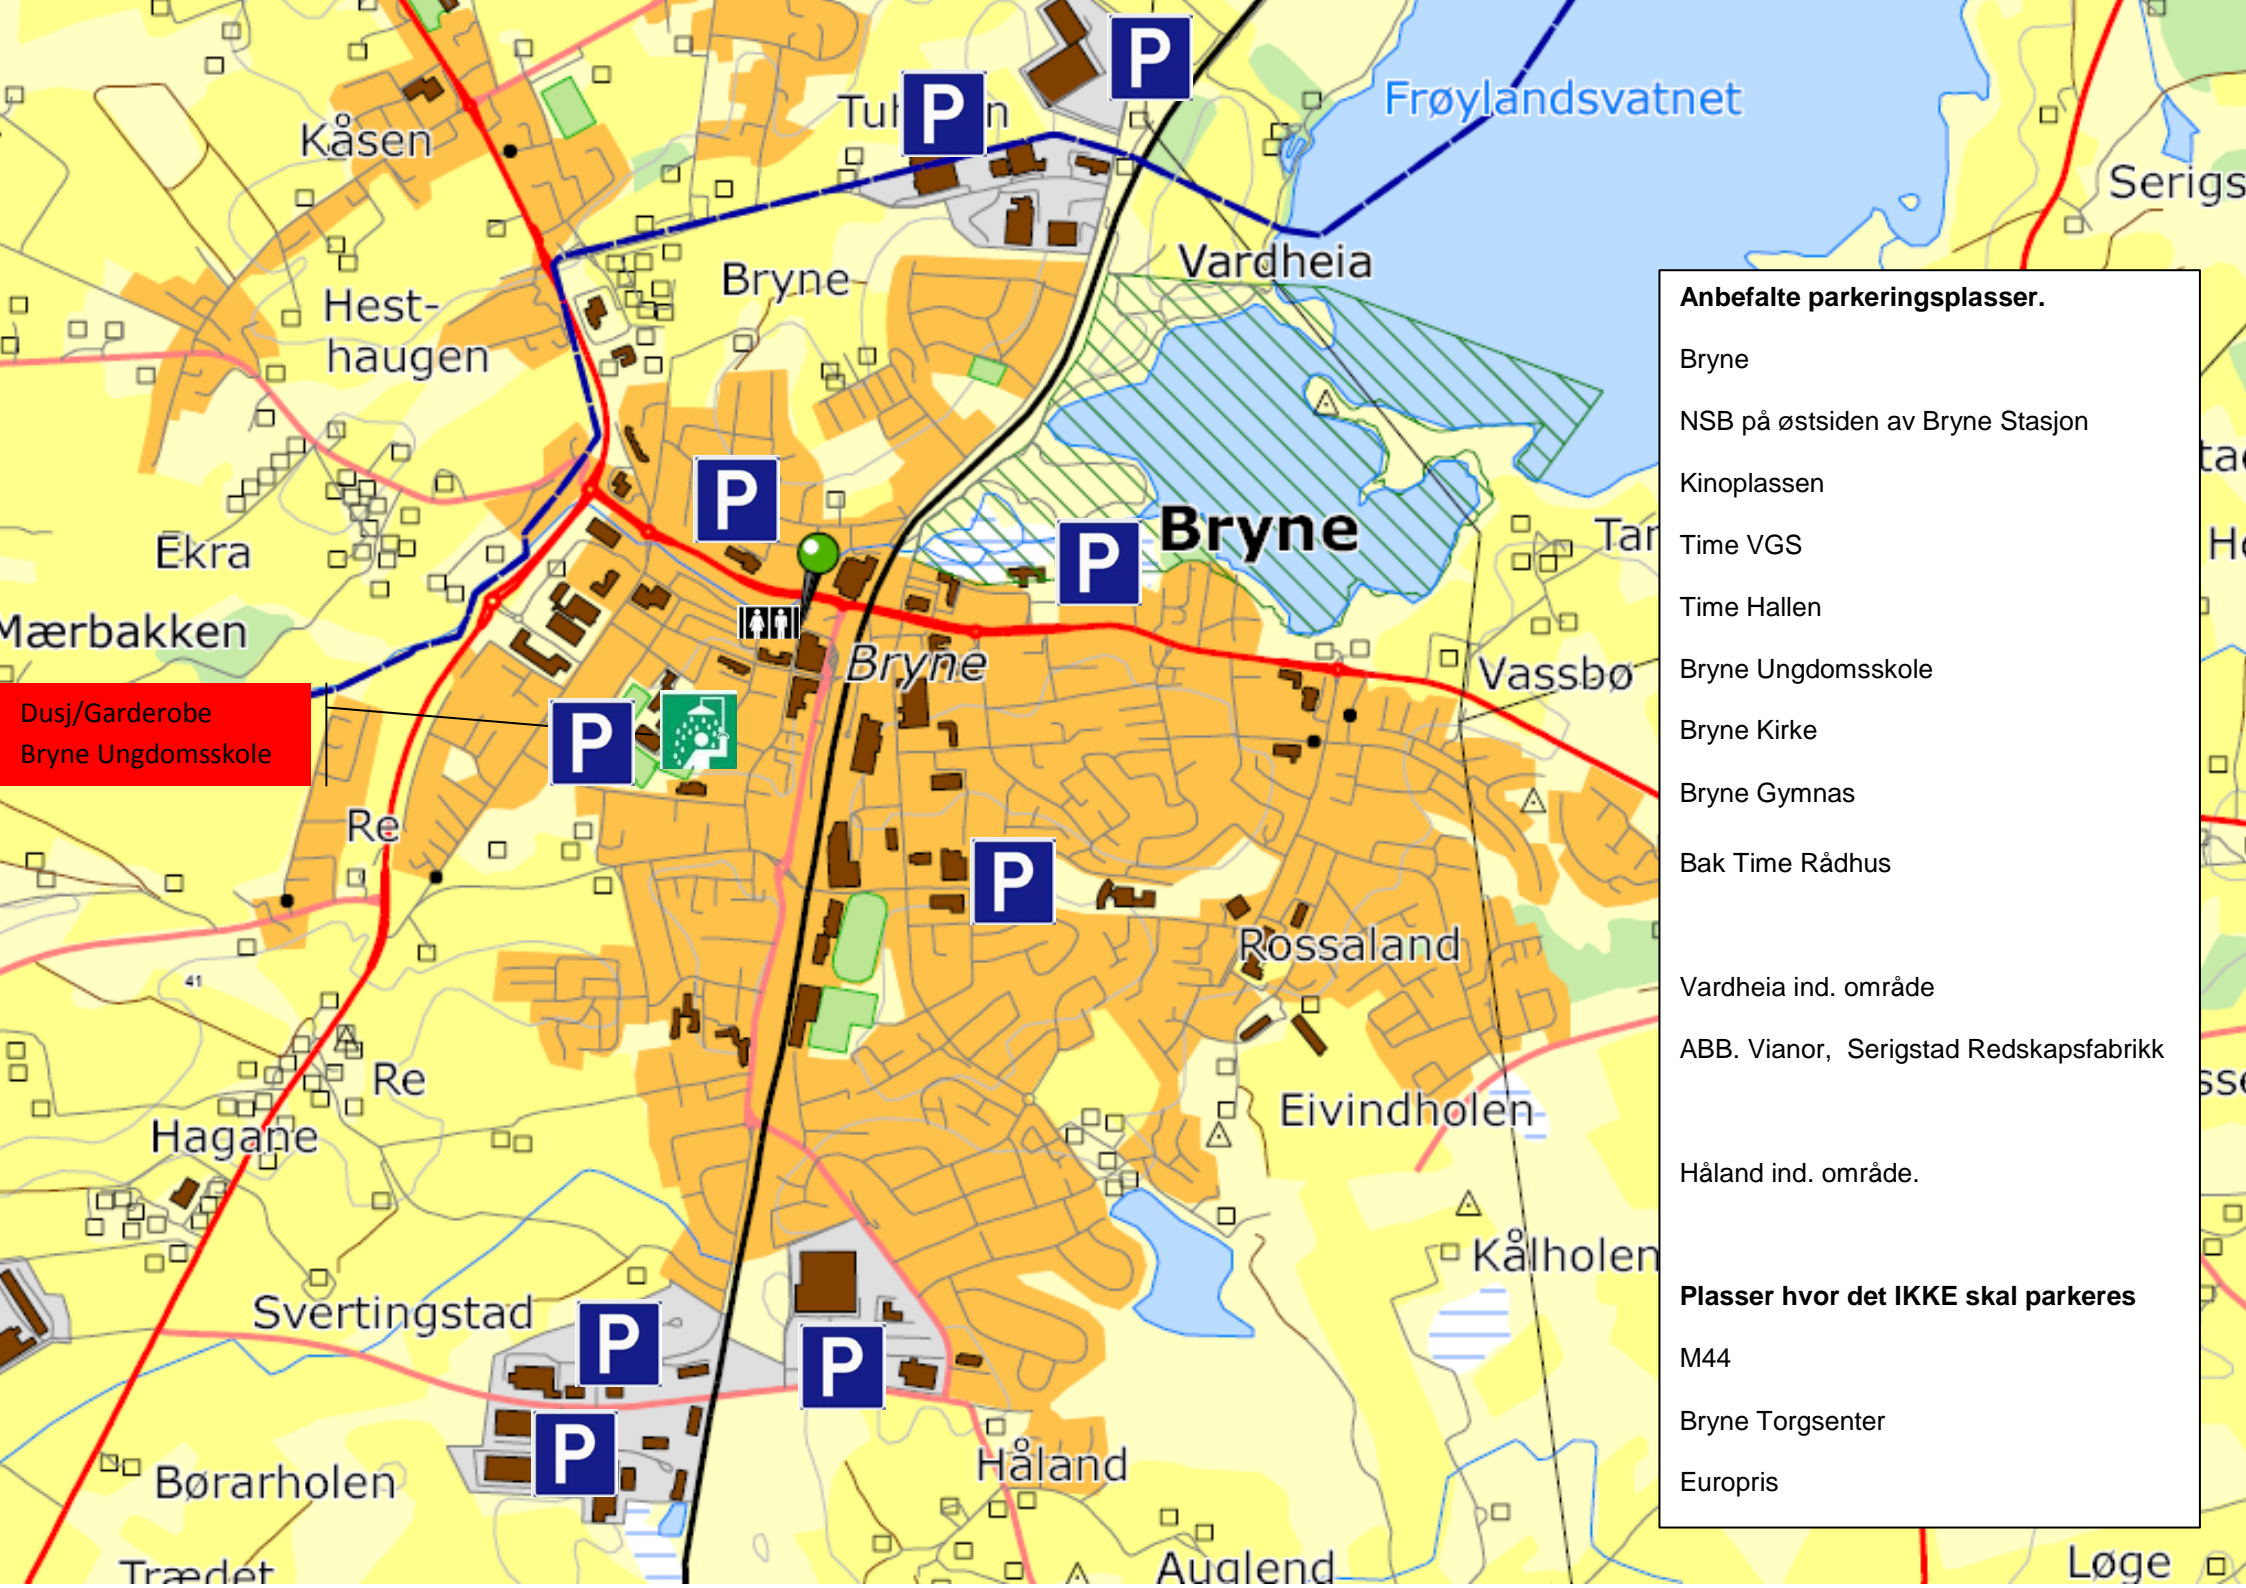 P
P
Tu
n
Frøylandsvatnet
Kåsen
Serigs
Vardheia
Bryne
Hest-
haugen
Anbefalte parkeringsplasser.
Bryne
NSB på østsiden av Bryne Stasjon
Kinoplassen
Time VGS
Time Hallen
Bryne Ungdomsskole
Bryne Kirke
Bryne Gymnas
Bak Time Rådhus
Vardheia ind. område
ABB. Vianor, Serigstad Redskapsfabrikk
Håland ind. område.
Plasser hvor det IKKE skal parkeres
M44
Bryne Torgsenter
Europris
P
P
Bryne
Tar
Ekra
Mærbakken
Bryne
Vassbø
Dusj/Garderobe
Bryne Ungdomsskole
P
Re
P
Rossaland
41
Re
Hagane
Eivindholen
Kålholen
Svertingstad
P
P
P
Børarholen
Håland
Trædet
Auglend
Løge